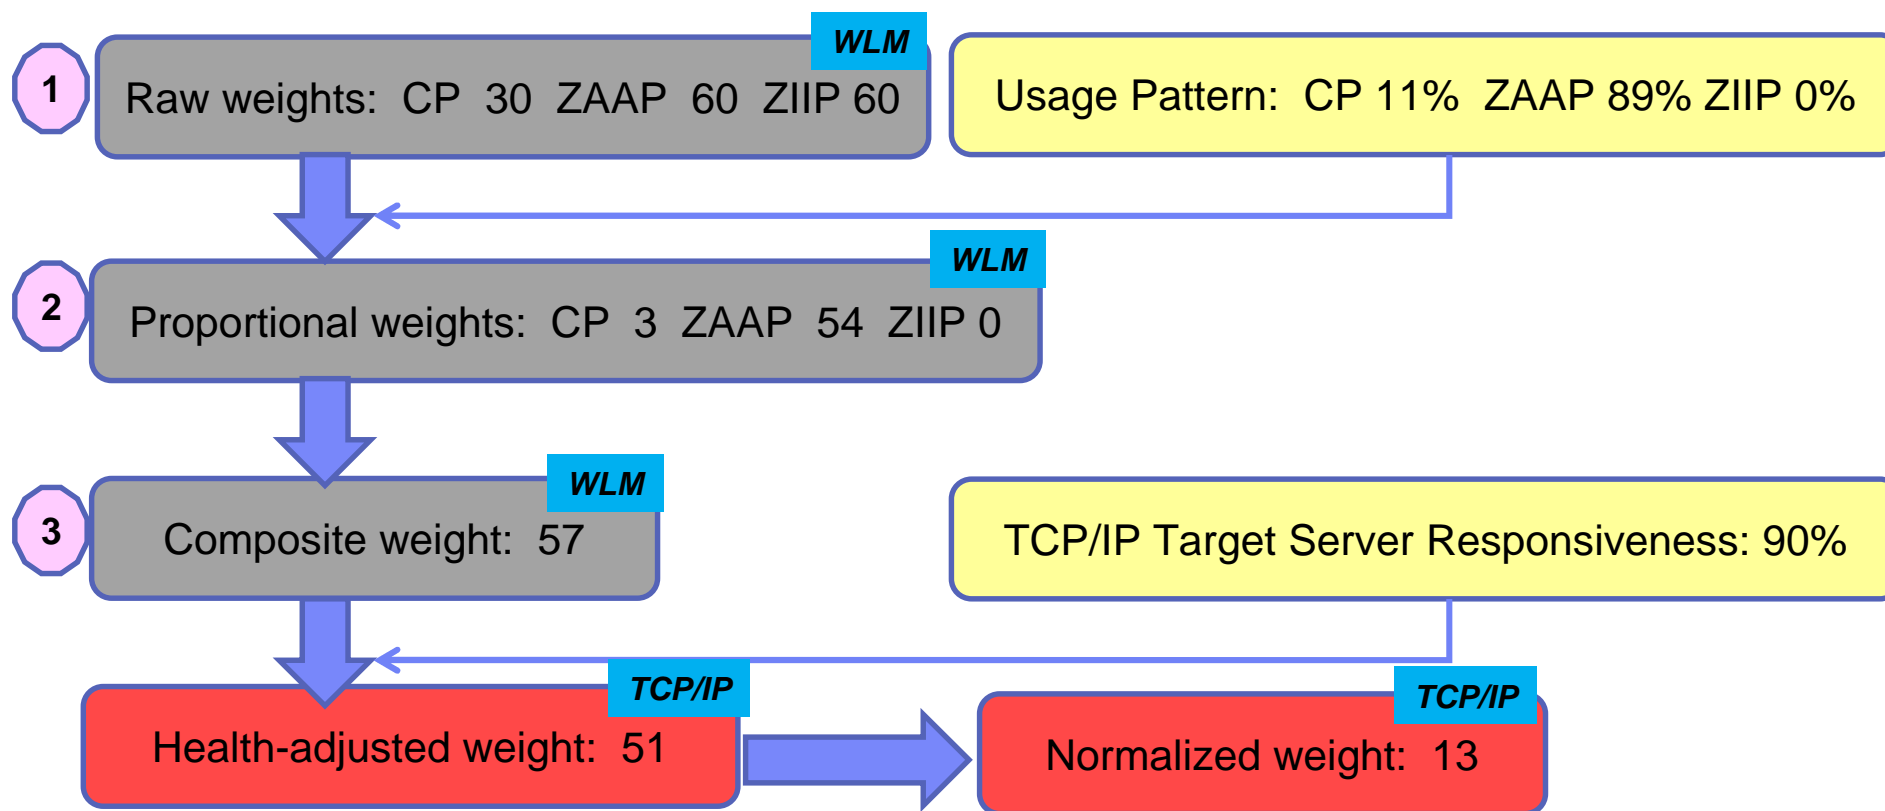 WLM
1
Raw weights: CP 30 ZAAP 60 ZIIP 60
Usage Pattern: CP 11% ZAAP 89% ZIIP 0%
WLM
2
Proportional weights: CP 3 ZAAP 54 ZIIP 0
WLM
3
Composite weight: 57
TCP/IP Target Server Responsiveness: 90%
TCP/IP
Health-adjusted weight: 51
TCP/IP
Normalized weight: 13